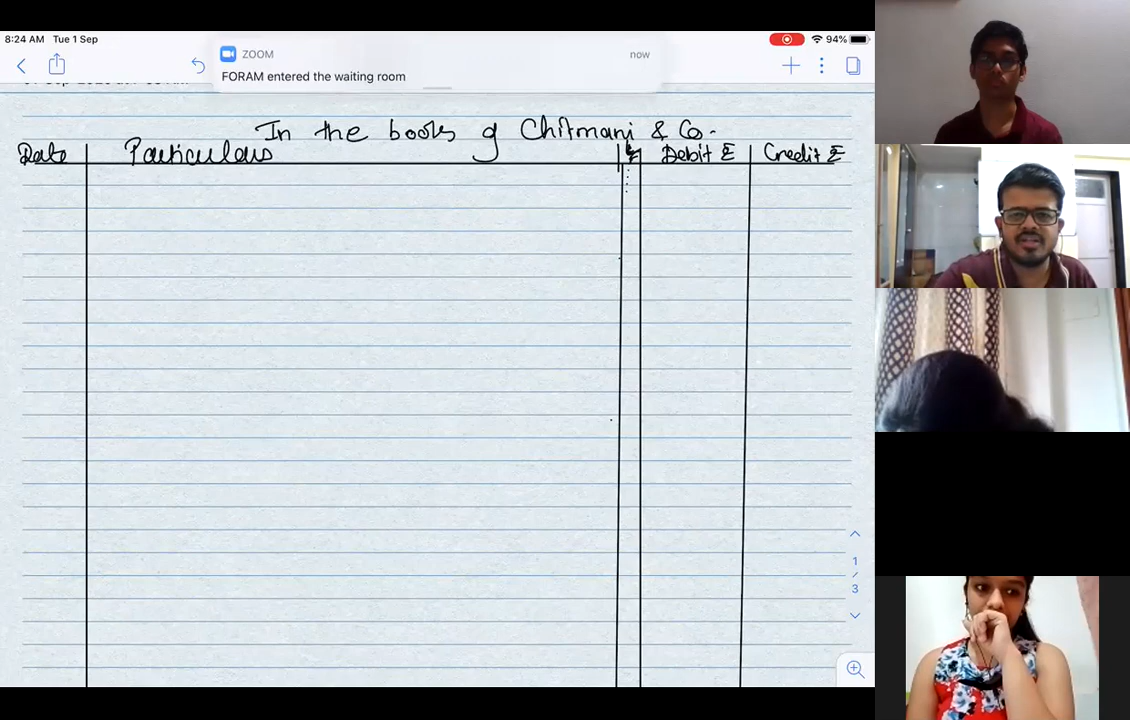 8:24 AM Tue 1 Sep
94%
ZOOM
now
FORAM entered the waiting room
In the books of Chitmani & Co.
Date Particulars Debit ₹ Credit ₹
1
/
3